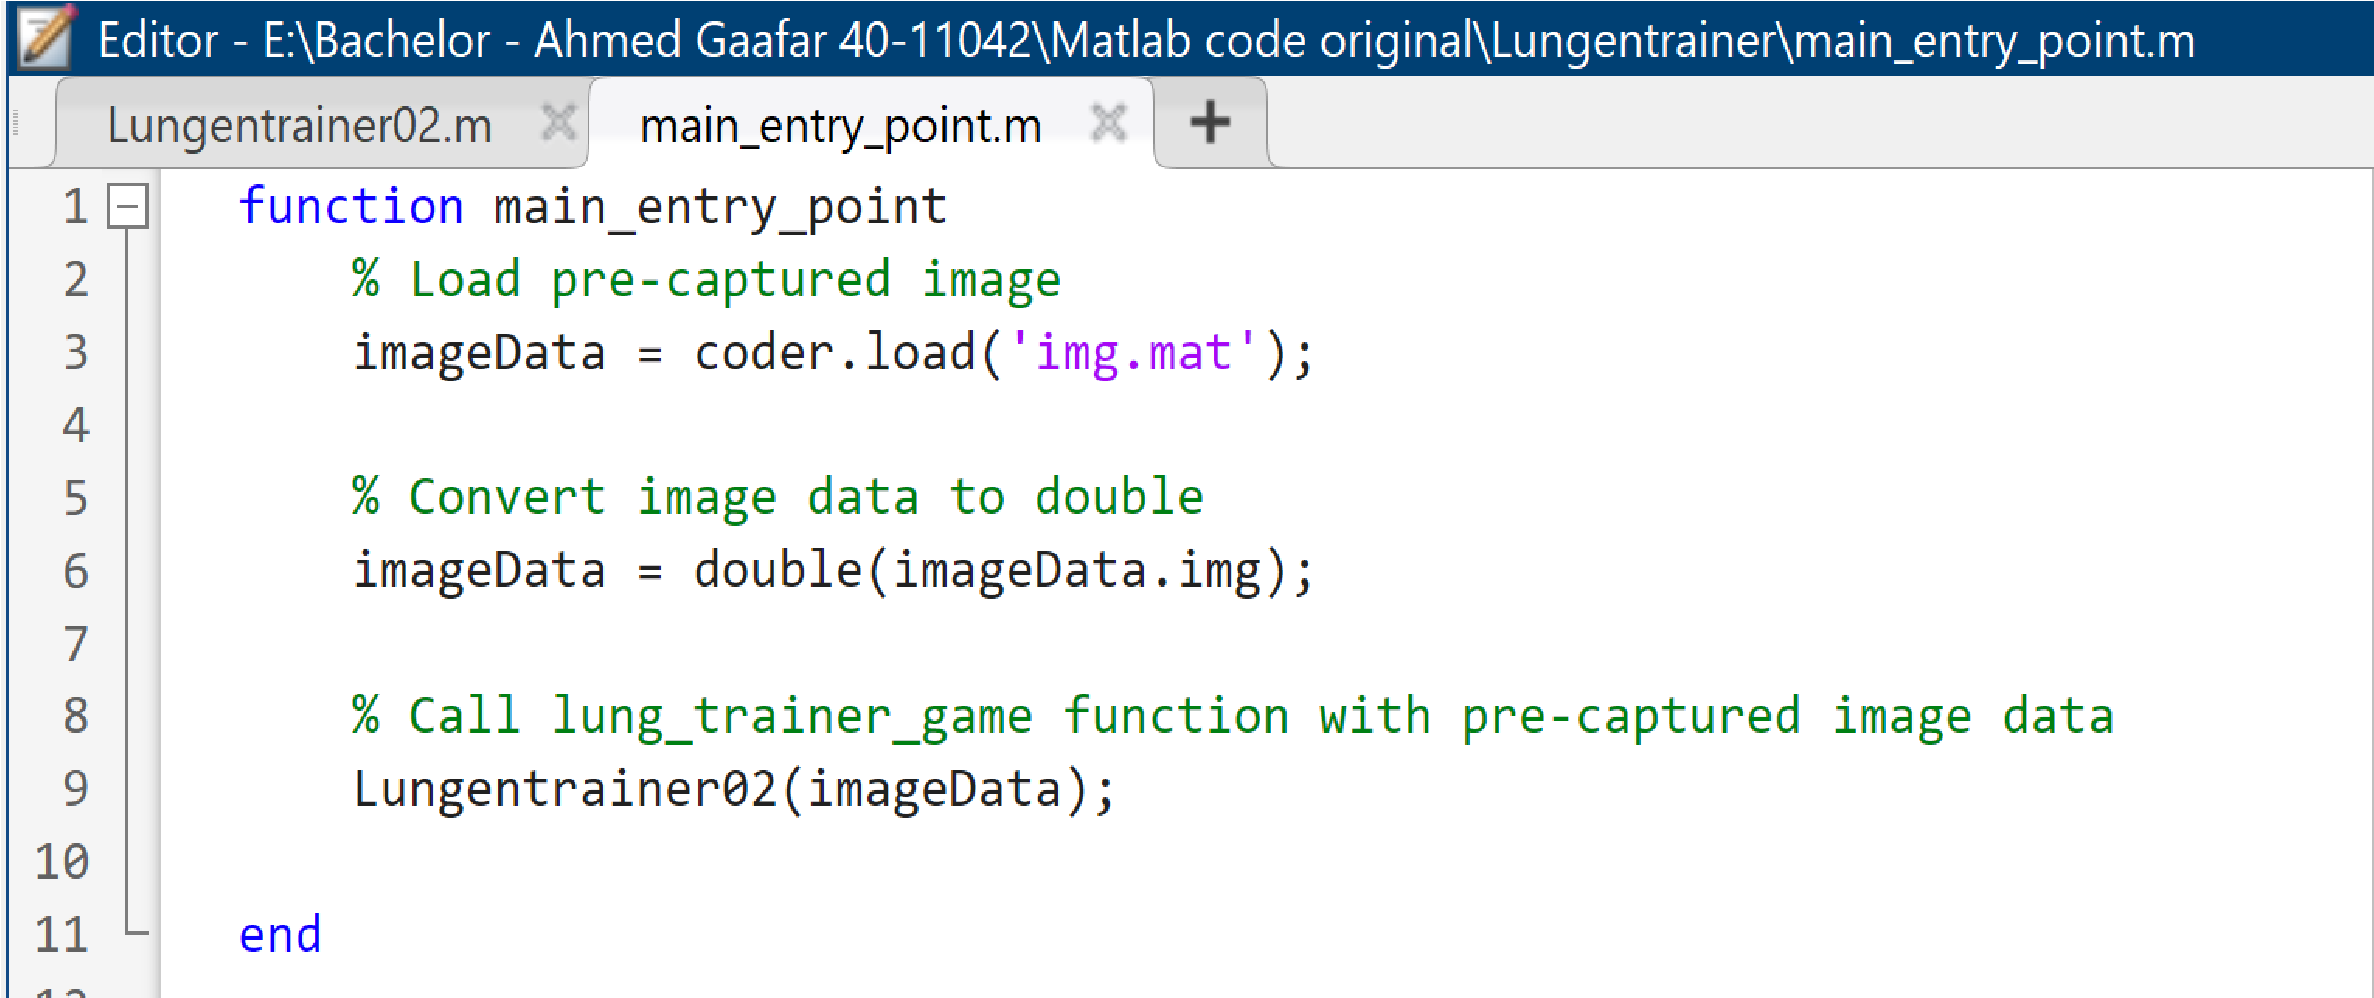 Editor - E:\Bachelor - Ahmed Gaafar 40-11042\Matlab code original\Lungentrainer\main_entry_point.m
Lungentrainer02.m main_entry_point.m +
1 function main_entry_point
2 % Load pre-captured image
3 imageData = coder.load('img.mat');
4
5 % Convert image data to double
6 imageData = double(imageData.img);
7
8 % Call lung_trainer_game function with pre-captured image data
9 Lungentrainer02(imageData);
10
11 end